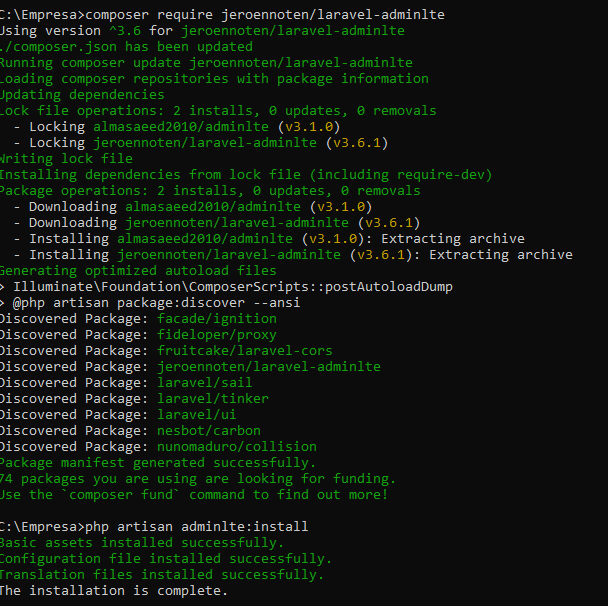 C:\Empresa>composer require jeroennoten/laravel-adminlte
Using version ^3.6 for jeroennoten/laravel-adminlte
./composer.json has been updated
Running composer update jeroennoten/laravel-adminlte
Loading composer repositories with package information
Updating dependencies
Lock file operations: 2 installs, 0 updates, 0 removals
  - Locking almasaeed2010/adminlte (v3.1.0)
  - Locking jeroennoten/laravel-adminlte (v3.6.1)
Writing lock file
Installing dependencies from lock file (including require-dev)
Package operations: 2 installs, 0 updates, 0 removals
  - Downloading almasaeed2010/adminlte (v3.1.0)
  - Downloading jeroennoten/laravel-adminlte (v3.6.1)
  - Installing almasaeed2010/adminlte (v3.1.0): Extracting archive
  - Installing jeroennoten/laravel-adminlte (v3.6.1): Extracting archive
Generating optimized autoload files
> Illuminate\Foundation\ComposerScripts::postAutoloadDump
> @php artisan package:discover --ansi
Discovered Package: facade/ignition
Discovered Package: fideloper/proxy
Discovered Package: fruitcake/laravel-cors
Discovered Package: jeroennoten/laravel-adminlte
Discovered Package: laravel/sail
Discovered Package: laravel/tinker
Discovered Package: laravel/ui
Discovered Package: nesbot/carbon
Discovered Package: nunomaduro/collision
Package manifest generated successfully.
74 packages you are using are looking for funding.
Use the `composer fund` command to find out more!
C:\Empresa>php artisan adminlte:install
Basic assets installed successfully.
Configuration file installed successfully.
Translation files installed successfully.
The installation is complete.